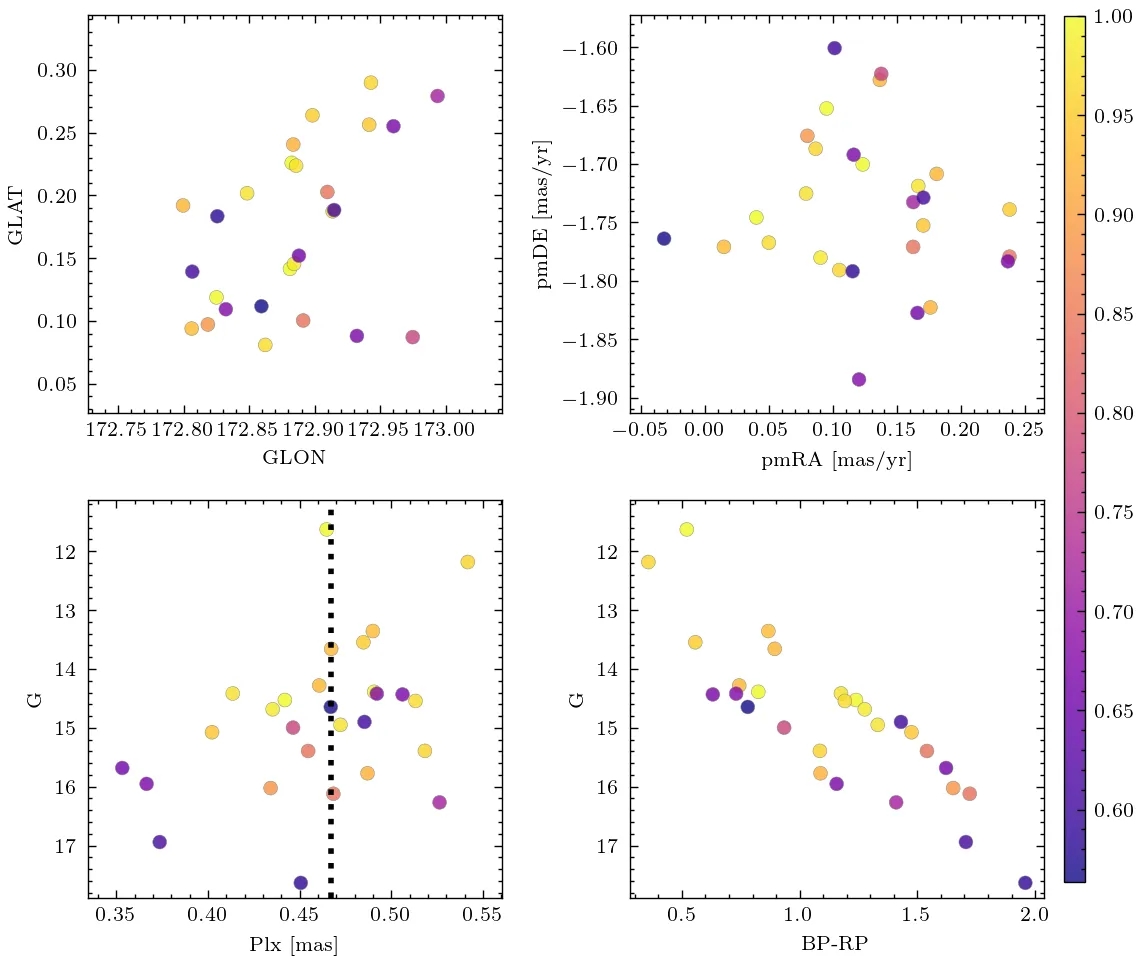 0.30
0.25
0.20
0.15
0.10
0.05
GLAT
172.75 172.80 172.85 172.90 172.95 173.00
GLON
−1.60
−1.65
−1.70
−1.75
−1.80
−1.85
−1.90
pmDE [mas/yr]
−0.05 0.00 0.05 0.10 0.15 0.20 0.25
pmRA [mas/yr]
12
13
14
15
16
17
G
0.35 0.40 0.45 0.50 0.55
Plx [mas]
12
13
14
15
16
17
G
0.5 1.0 1.5 2.0
BP-RP
1.00
0.95
0.90
0.85
0.80
0.75
0.70
0.65
0.60